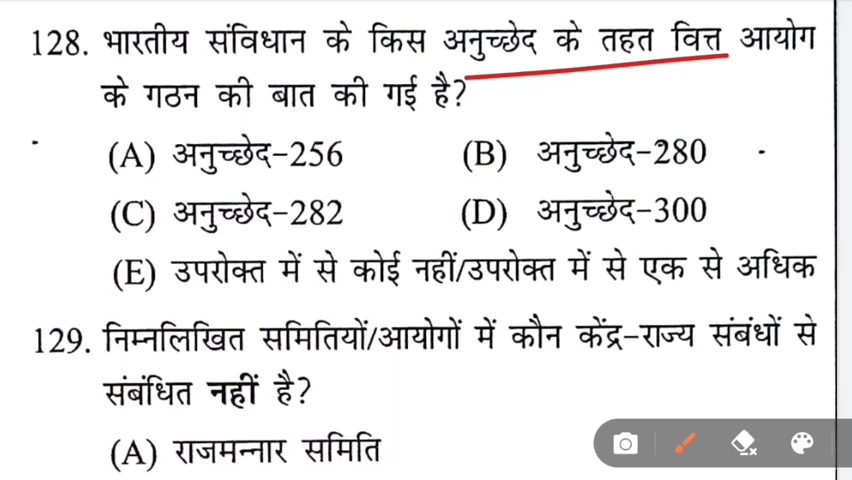 128. भारतीय संविधान के किस अनुच्छेद के तहत वित्त आयोग
के गठन की बात की गई है?
(A) अनुच्छेद-256 (B) अनुच्छेद-280
(C) अनुच्छेद-282 (D) अनुच्छेद-300
(E) उपरोक्त में से कोई नहीं/उपरोक्त में से एक से अधिक
129. निम्नलिखित समितियों/आयोगों में कौन केंद्र-राज्य संबंधों से
संबंधित नहीं है?
(A) राजमन्नार समिति